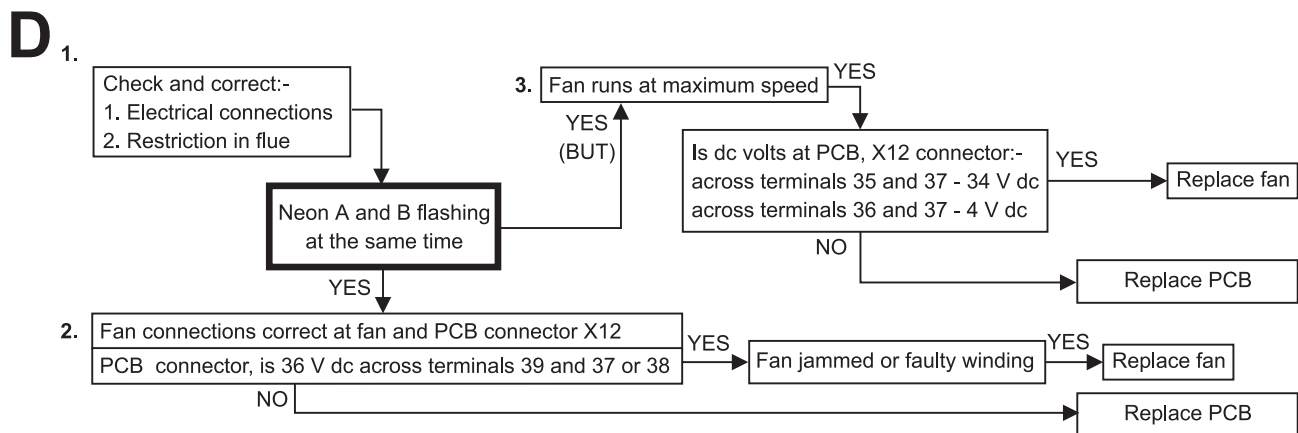 D
1.
Check and correct:-
1. Electrical connections
2. Restriction in flue
Neon A and B flashing
at the same time
YES
(BUT)
3.
Fan runs at maximum speed
YES
Is dc volts at PCB, X12 connector:-
across terminals 35 and 37 - 34 V dc
across terminals 36 and 37 - 4 V dc
YES
Replace fan
NO
Replace PCB
YES
2.
Fan connections correct at fan and PCB connector X12
PCB connector, is 36 V dc across terminals 39 and 37 or 38
YES
Fan jammed or faulty winding
YES
Replace fan
NO
Replace PCB